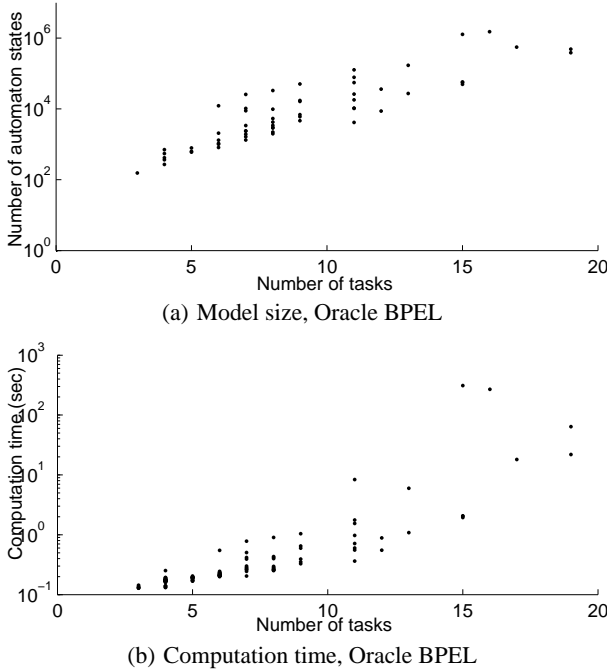 10^6
10^4
10^2
10^0
Number of automaton states
0 5 10 15 20
Number of tasks
(a) Model size, Oracle BPEL
10^3
10^2
10^1
10^0
10^−1
Computation time (sec)
0 5 10 15 20
Number of tasks
(b) Computation time, Oracle BPEL